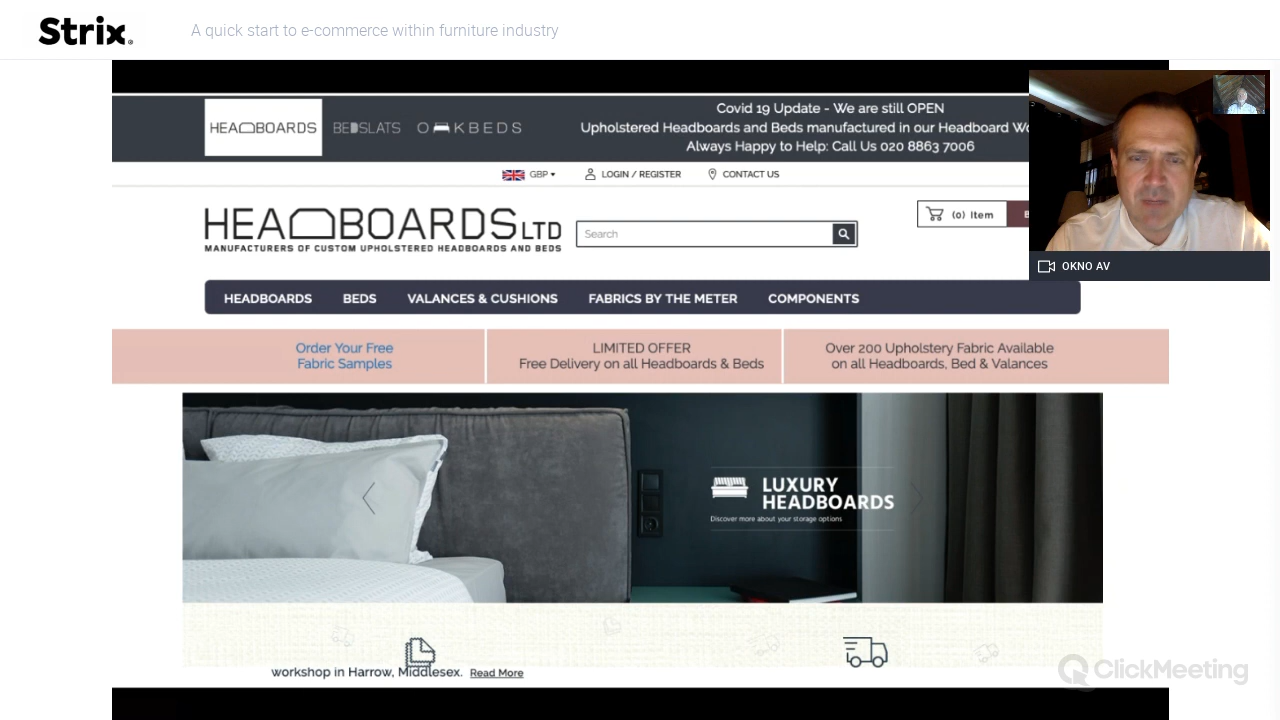 Strix®
A quick start to e-commerce within furniture industry
HEADBOARDS
BEDSLATS
OAKBEDS
Covid 19 Update - We are still OPEN
Upholstered Headboards and Beds manufactured in our Headboard
Always Happy to Help: Call Us 020 8863 7006
GBP
LOGIN / REGISTER
CONTACT US
HEADBOARDS LTD
MANUFACTURERS OF CUSTOM UPHOLSTERED HEADBOARDS AND BEDS
Search
(0) Item
OKNO AV
HEADBOARDS
BEDS
VALANCES & CUSHIONS
FABRICS BY THE METER
COMPONENTS
Order Your Free
Fabric Samples
LIMITED OFFER
Free Delivery on all Headboards & Beds
Over 200 Upholstery Fabric Available
on all Headboards, Bed & Valances
LUXURY
HEADBOARDS
Discover more about your storage options
workshop in Harrow, Middlesex. Read More
ClickMeeting